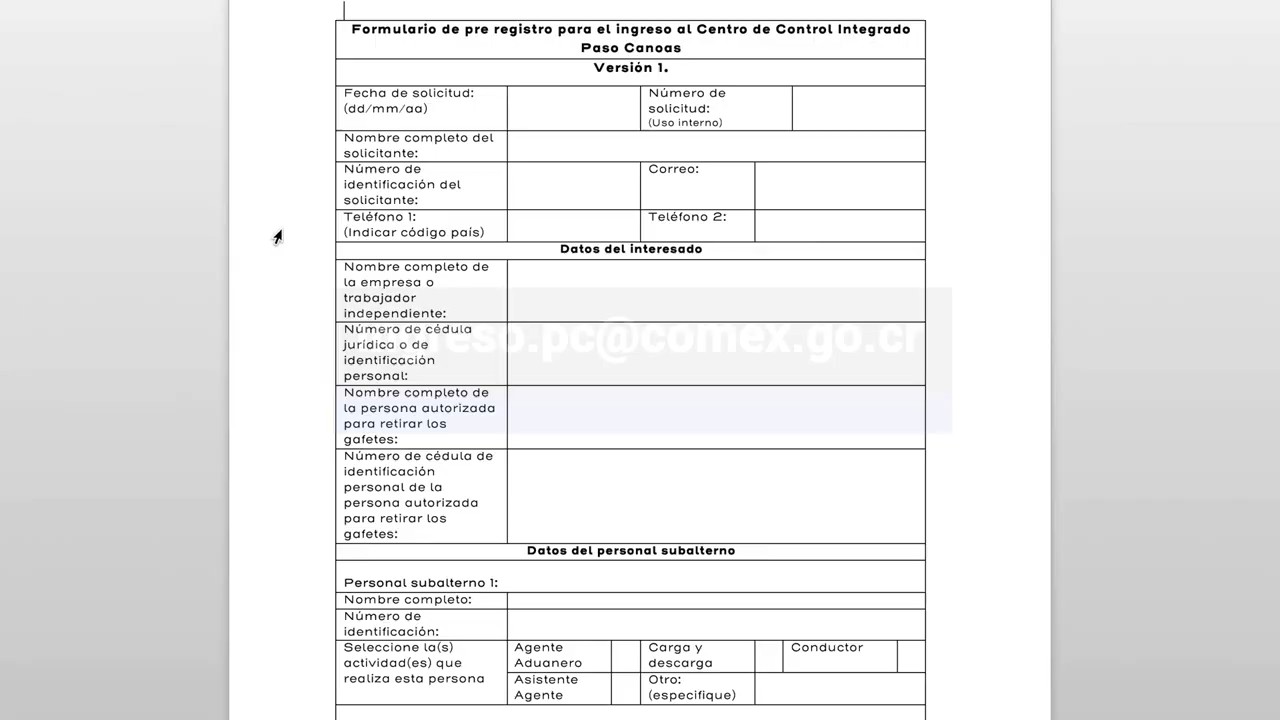 Formulario de pre registro para el ingreso al Centro de Control Integrado
Paso Canoas
Versión 1.
Fecha de solicitud:
(dd/mm/aa)
Número de
solicitud:
(Uso interno)
Nombre completo del
solicitante:
Número de
identificación del
solicitante:
Correo:
Teléfono 1:
(Indicar código país)
Teléfono 2:
Datos del interesado
Nombre completo de
la empresa o
trabajador
independiente:
Número de cédula
jurídica o de
identificación
personal:
eso.pc@comex.go.cr
Nombre completo de
la persona autorizada
para retirar los
gafetes:
Número de cédula de
identificación
personal de la
persona autorizada
para retirar los
gafetes:
Datos del personal subalterno
Personal subalterno 1:
Nombre completo:
Número de
identificación:
Seleccione la(s)
actividad(es) que
realiza esta persona
Agente
Aduanero
Carga y
descarga
Conductor
Asistente
Agente
Otro:
(especifique)